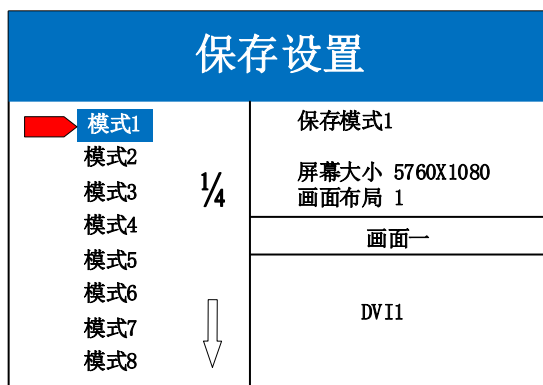 保存设置
模式1
模式2
模式3
模式4
模式5
模式6
模式7
模式8
1/4
保存模式1
屏幕大小 5760X1080
画面布局 1
画面一
DVI1